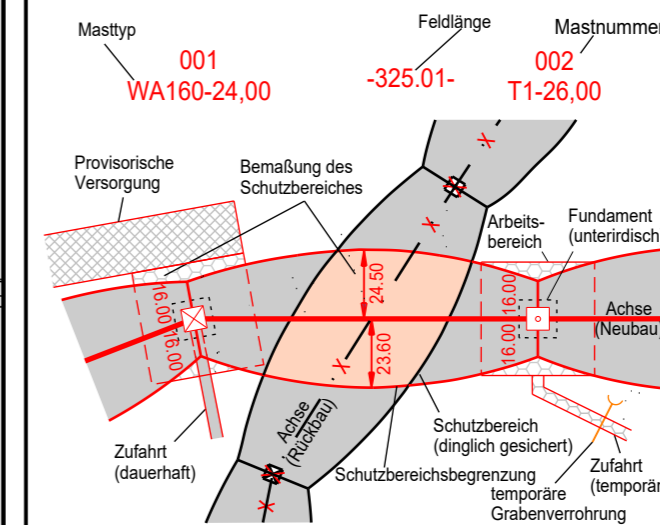 Masttyp
Feldlänge
Mastnummer
001
WA160-24,00
-325.01-
002
T1-26,00
Provisorische
Versorgung
Bemaßung des
Schutzbereiches
Arbeits-
bereich
Fundament
(unterirdisch
24.50
23.60
16.00
16.00
16.00
16.00
Achse
(Neubau)
Achse
(Rückbau)
Zufahrt
(dauerhaft)
Schutzbereich
(dinglich gesichert)
Schutzbereichsbegrenzung
temporäre
Grabenverrohrung
Zufahrt
(temporär